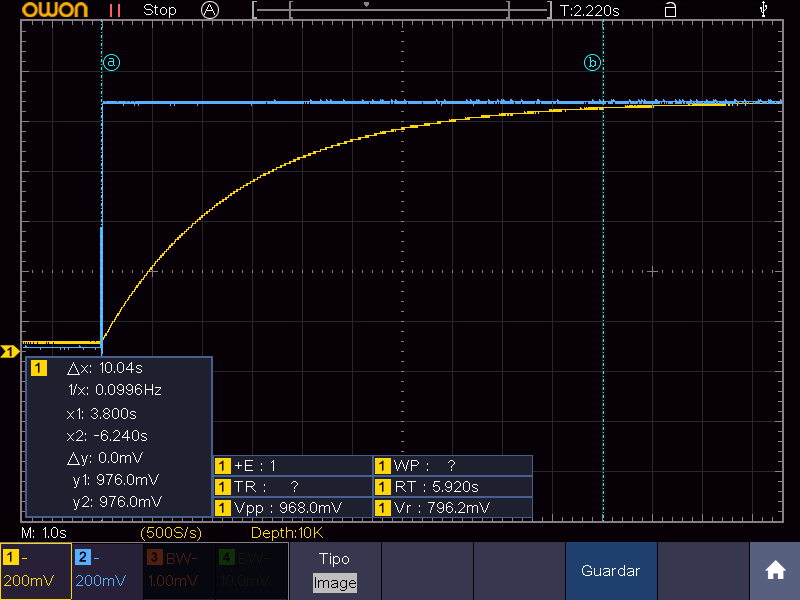 OWON Stop A T:2.220s
a b
1
1 Δx: 10.04s
1/x: 0.0996Hz
x1: 3.800s
x2: -6.240s
Δy: 0.0mV
y1: 976.0mV
y2: 976.0mV
1 +E : 1 1 WP : ?
1 TR : ? 1 RT : 5.920s
1 Vpp : 968.0mV 1 Vr : 796.2mV
M: 1.0s (500S/s) Depth:10K
1 - 2 - 3 BW- 4 BW- Tipo
200mV 200mV 1.00mV 10.0mV Image
Guardar